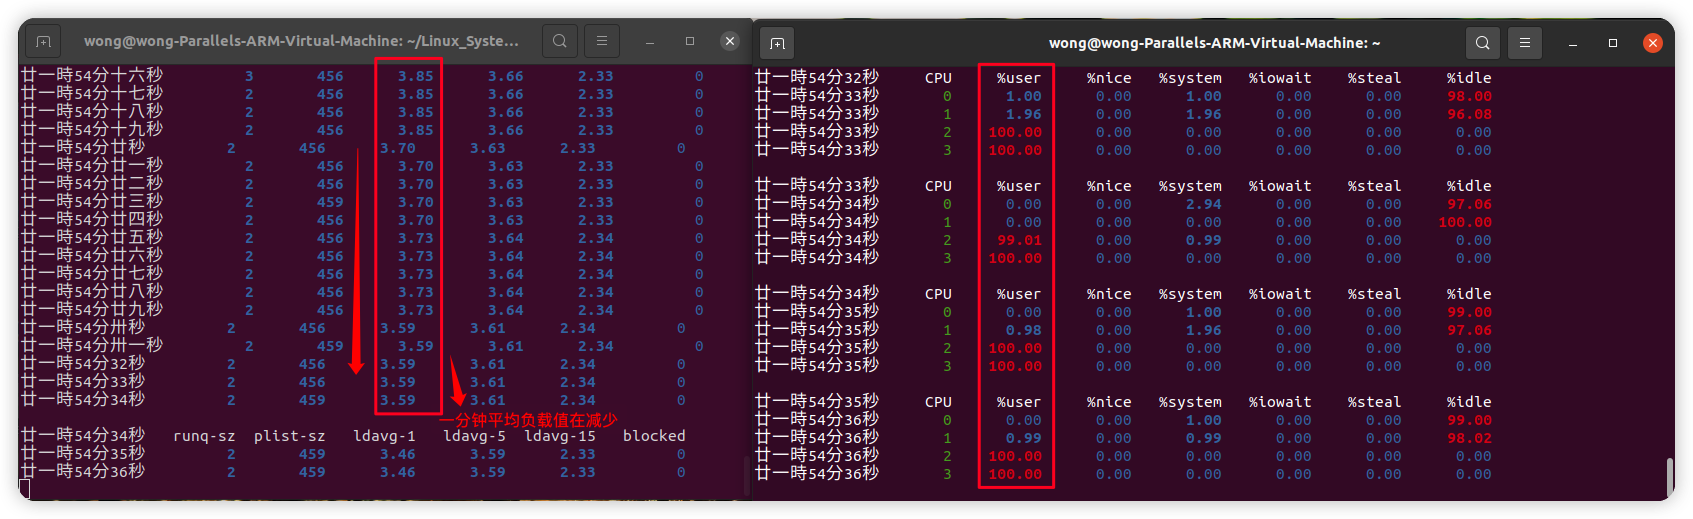 wong@wong-Parallels-ARM-Virtual-Machine: ~/Linux_Syste...
廿一時54分十六秒 3 456 3.85 3.66 2.33 0
廿一時54分十七秒 2 456 3.85 3.66 2.33 0
廿一時54分十八秒 2 456 3.85 3.66 2.33 0
廿一時54分十九秒 2 456 3.85 3.66 2.33 0
廿一時54分廿秒 2 456 3.70 3.63 2.33 0
廿一時54分廿一秒 2 456 3.70 3.63 2.33 0
廿一時54分廿二秒 2 456 3.70 3.63 2.33 0
廿一時54分廿三秒 2 459 3.70 3.63 2.33 0
廿一時54分廿四秒 2 456 3.70 3.63 2.33 0
廿一時54分廿五秒 2 456 3.73 3.64 2.34 0
廿一時54分廿六秒 2 456 3.73 3.64 2.34 0
廿一時54分廿七秒 2 456 3.73 3.64 2.34 0
廿一時54分廿八秒 2 456 3.73 3.64 2.34 0
廿一時54分廿九秒 2 456 3.73 3.64 2.34 0
廿一時54分卅秒 2 456 3.59 3.61 2.34 0
廿一時54分卅一秒 2 459 3.59 3.61 2.34 0
廿一時54分32秒 2 456 3.59 3.61 2.34 0
廿一時54分33秒 2 456 3.59 3.61 2.34 0
廿一時54分34秒 2 459 3.59 3.61 2.34 0
一分钟平均负载值在减少
廿一時54分34秒 runq-sz plist-sz ldavg-1 ldavg-5 ldavg-15 blocked
廿一時54分35秒 2 459 3.46 3.59 2.33 0
廿一時54分36秒 2 459 3.46 3.59 2.33 0
wong@wong-Parallels-ARM-Virtual-Machine: ~
廿一時54分32秒 CPU %user %nice %system %iowait %steal %idle
廿一時54分33秒 0 1.00 0.00 1.00 0.00 0.00 98.00
廿一時54分33秒 1 1.96 0.00 1.96 0.00 0.00 96.08
廿一時54分33秒 2 100.00 0.00 0.00 0.00 0.00 0.00
廿一時54分33秒 3 100.00 0.00 0.00 0.00 0.00 0.00
廿一時54分33秒 CPU %user %nice %system %iowait %steal %idle
廿一時54分34秒 0 0.00 0.00 2.94 0.00 0.00 97.06
廿一時54分34秒 1 0.00 0.00 0.00 0.00 0.00 100.00
廿一時54分34秒 2 99.01 0.00 0.99 0.00 0.00 0.00
廿一時54分34秒 3 100.00 0.00 0.00 0.00 0.00 0.00
廿一時54分34秒 CPU %user %nice %system %iowait %steal %idle
廿一時54分35秒 0 0.00 0.00 1.00 0.00 0.00 99.00
廿一時54分35秒 1 0.98 0.00 1.96 0.00 0.00 97.06
廿一時54分35秒 2 100.00 0.00 0.00 0.00 0.00 0.00
廿一時54分35秒 3 100.00 0.00 0.00 0.00 0.00 0.00
廿一時54分35秒 CPU %user %nice %system %iowait %steal %idle
廿一時54分36秒 0 0.00 0.00 1.00 0.00 0.00 99.00
廿一時54分36秒 1 0.99 0.00 0.99 0.00 0.00 98.02
廿一時54分36秒 2 100.00 0.00 0.00 0.00 0.00 0.00
廿一時54分36秒 3 100.00 0.00 0.00 0.00 0.00 0.00